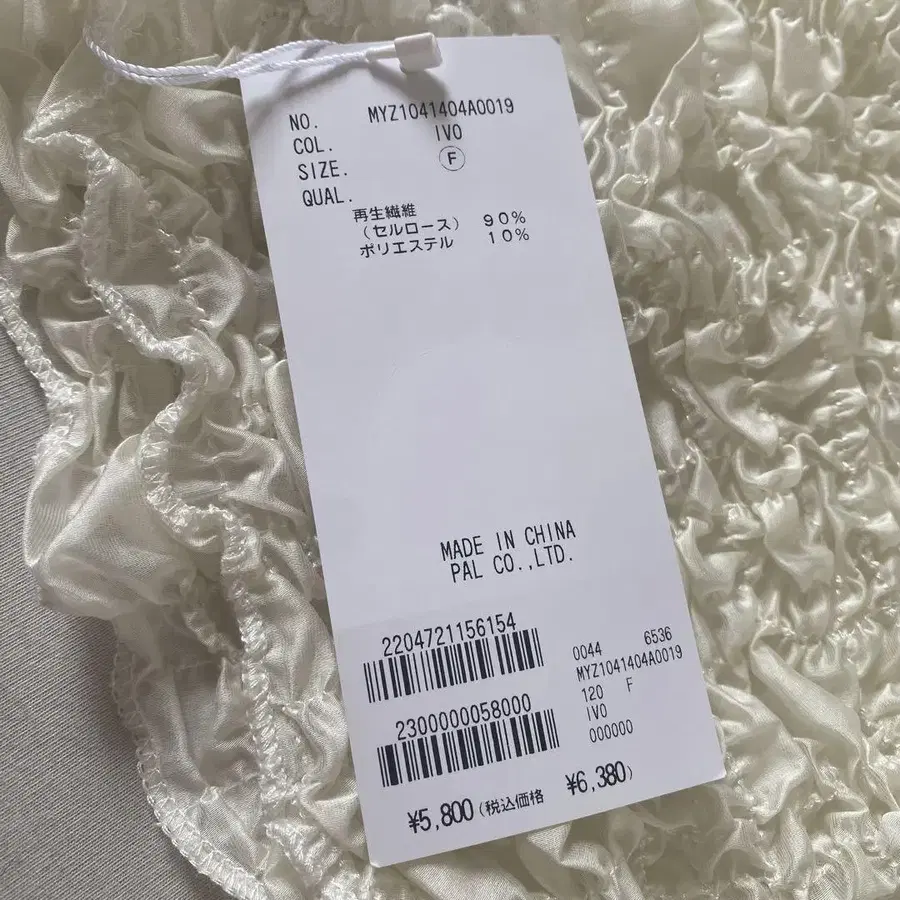 NO. MYZ1041404A0019
COL. IVO
SIZE. F
QUAL.
再生繊維
(セルロース) 90%
ポリエステル 10%
MADE IN CHINA
PAL CO.,LTD.
2204721156154
2300000058000
0044 6536
MYZ1041404A0019
120 F
IVO
000000
¥5,800(税込価格 ¥6,380)